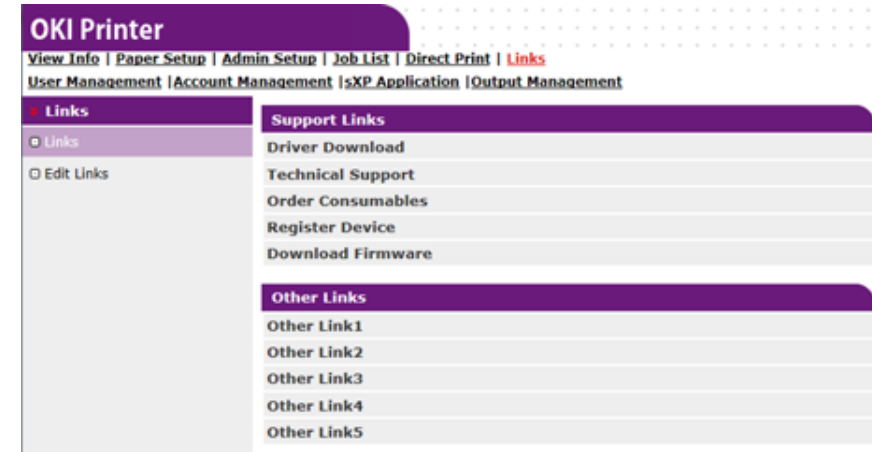 OKI Printer
View Info | Paper Setup | Admin Setup | Job List | Direct Print | Links
User Management |Account Management |sXP Application |Output Management
Links
Links
Edit Links
Support Links
Driver Download
Technical Support
Order Consumables
Register Device
Download Firmware
Other Links
Other Link1
Other Link2
Other Link3
Other Link4
Other Link5